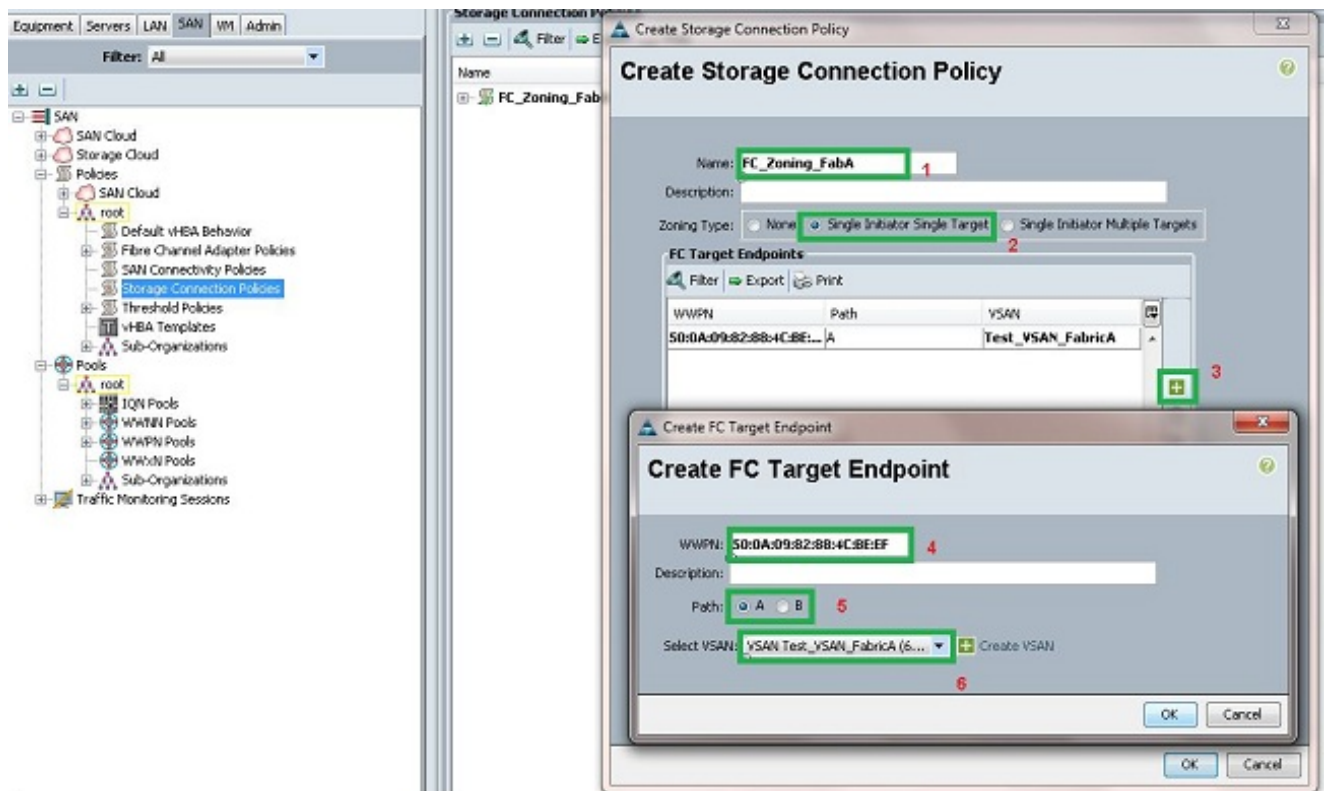 Equipment Servers LAN SAN VM Admin
Filter: All
SAN
SAN Cloud
Storage Cloud
Policies
SAN Cloud
root
Default vHBA Behavior
Fibre Channel Adapter Policies
SAN Connectivity Policies
Storage Connection Policies
Threshold Policies
vHBA Templates
Sub-Organizations
Pools
root
IQN Pools
WWNN Pools
WWPN Pools
WWxN Pools
Sub-Organizations
Traffic Monitoring Sessions
Storage Connection
Filter E
Name
FC_Zoning_Fab
Create Storage Connection Policy
Create Storage Connection Policy
Name: FC_Zoning_FabA 1
Description:
Zoning Type: None Single Initiator Single Target Single Initiator Multiple Targets
2
FC Target Endpoints
Filter Export Print
WWPN Path VSAN
50:0A:09:82:88:4C:BE:... A Test_VSAN_FabricA
3
Create FC Target Endpoint
Create FC Target Endpoint
WWPN: 50:0A:09:82:88:4C:BE:EF 4
Description:
Path: A B 5
Select VSAN: VSAN Test_VSAN_FabricA (6... Create VSAN
6
OK Cancel
OK Cancel